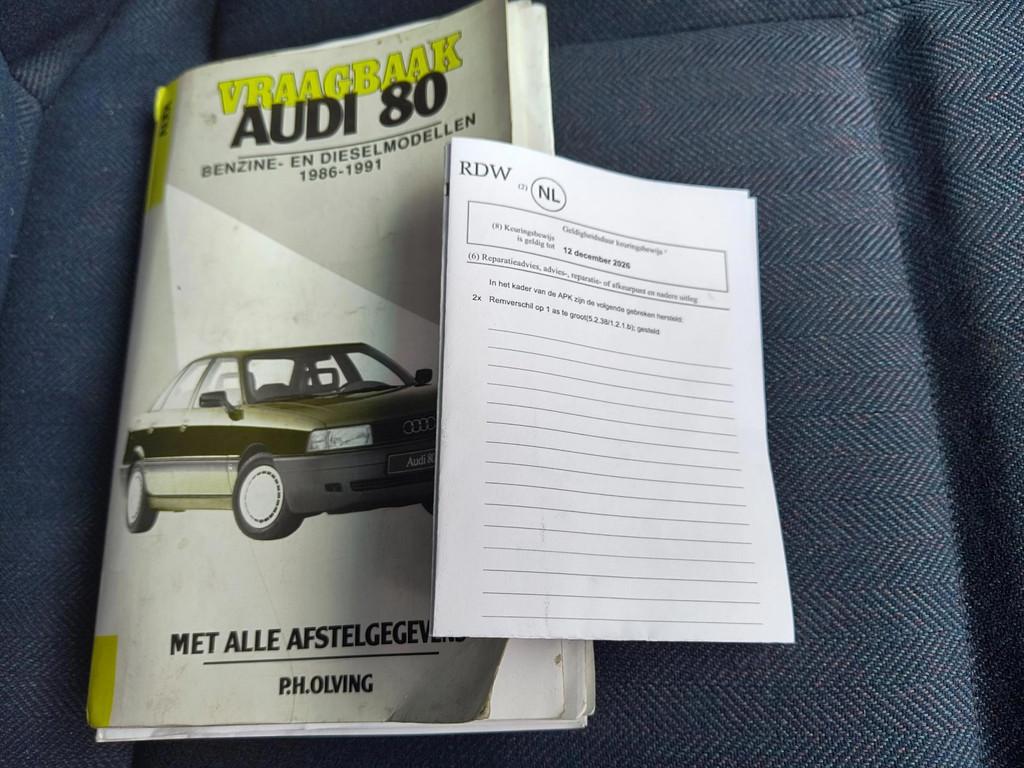 VRAAGBAAK
AUDI 80
BENZINE- EN DIESELMODELLEN
1986-1991
Audi 8
MET ALLE AFSTELGEGEVENS
P.H.OLVING
RDW
(2) NL
Geldigheidsduur keuringsbewijs
(8) Keuringsbewijs
is geldig tot 12 december 2026
(6) Reparatieadvies, advies-, reparatie- of afkeurpunt en nadere uitleg
In het kader van de APK zijn de volgende gebreken hersteld:
2x Remverschil op 1 as te groot(5.2.38/1.2.1.b); gesteld